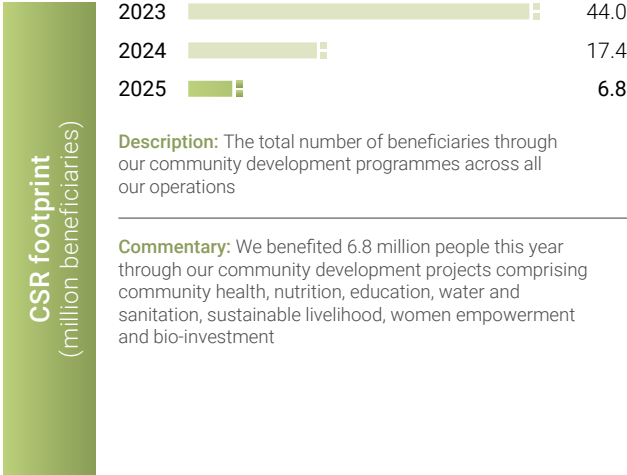 CSR footprint
(million beneficiaries)
2023 44.0
2024 17.4
2025 6.8
Description: The total number of beneficiaries through
our community development programmes across all
our operations
Commentary: We benefited 6.8 million people this year
through our community development projects comprising
community health, nutrition, education, water and
sanitation, sustainable livelihood, women empowerment
and bio-investment